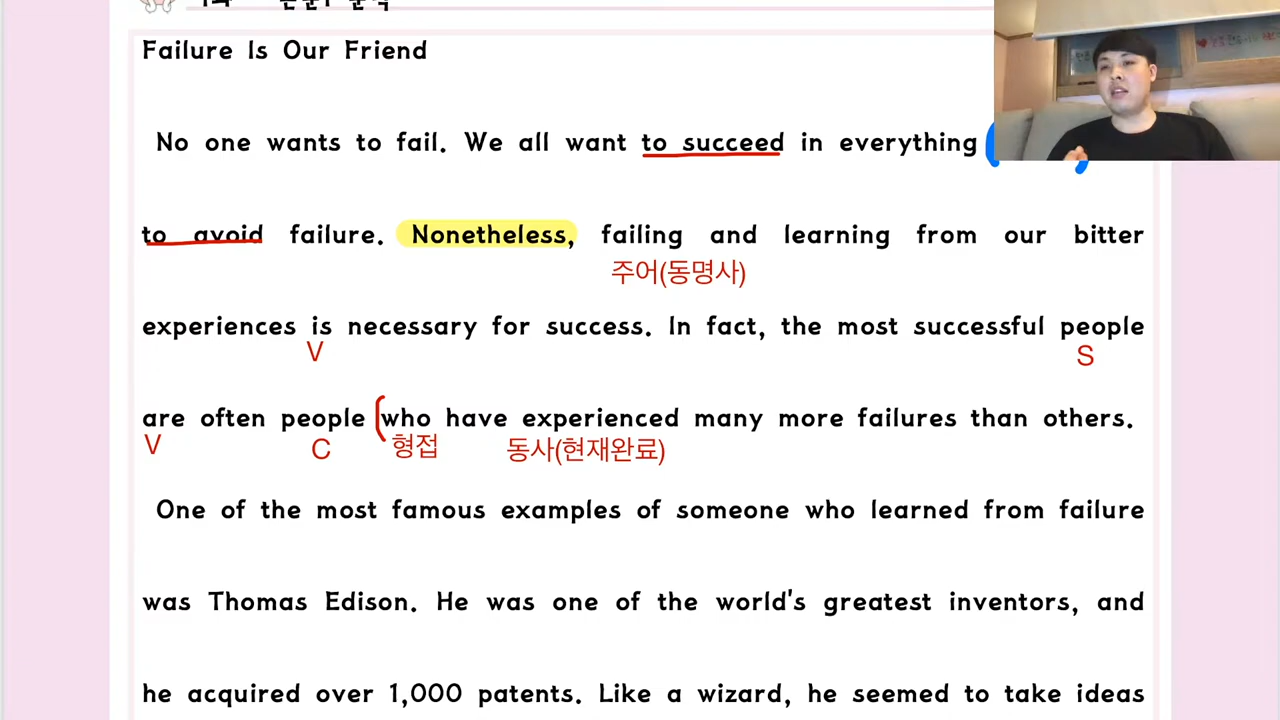 Failure Is Our Friend
No one wants to fail. We all want to succeed in everything
to avoid failure. Nonetheless, failing and learning from our bitter
주어(동명사)
experiences is necessary for success. In fact, the most successful people
V S
are often people (who have experienced many more failures than others.
V C 형접 동사(현재완료)
One of the most famous examples of someone who learned from failure
was Thomas Edison. He was one of the world's greatest inventors, and
he acquired over 1,000 patents. Like a wizard, he seemed to take ideas